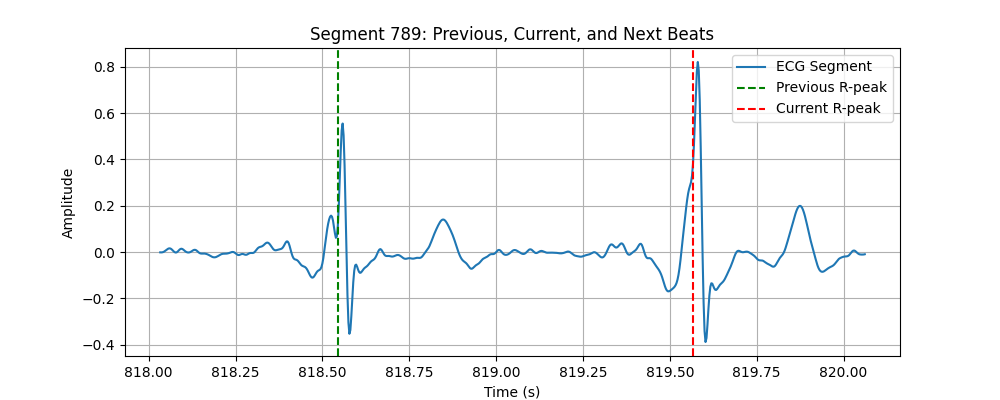 Segment 789: Previous, Current, and Next Beats
ECG Segment
Previous R-peak
Current R-peak
Amplitude
0.8
0.6
0.4
0.2
0.0
−0.2
−0.4
818.00 818.25 818.50 818.75 819.00 819.25 819.50 819.75 820.00
Time (s)